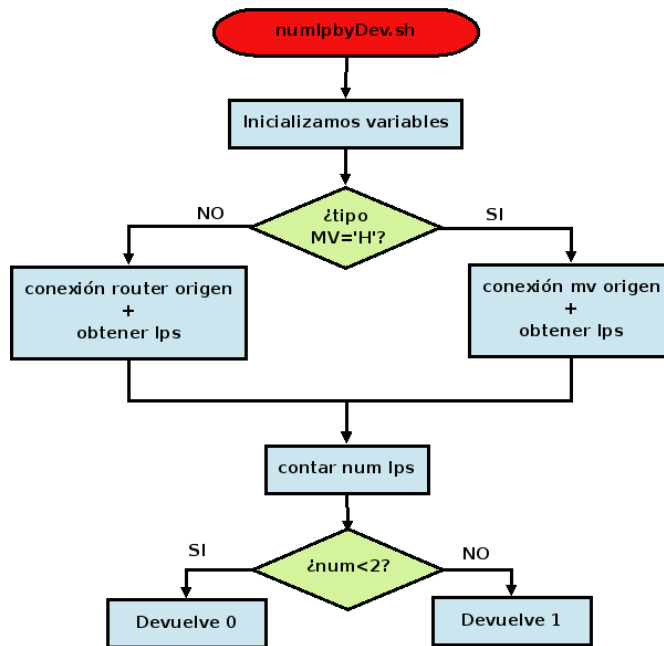 numIpbyDev.sh
Inicializamos variables
¿tipo
MV='H'?
NO
SI
conexión router origen
+
obtener Ips
conexión mv origen
+
obtener Ips
contar num Ips
¿num<2?
SI
NO
Devuelve 0
Devuelve 1